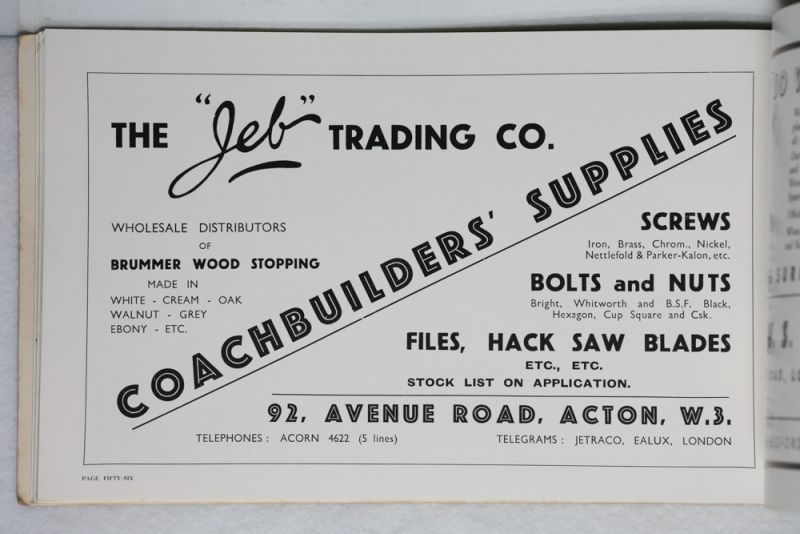 THE "Jeb" TRADING CO.
COACHBUILDERS' SUPPLIES
WHOLESALE DISTRIBUTORS
OF
BRUMMER WOOD STOPPING
MADE IN
WHITE - CREAM - OAK
WALNUT - GREY
EBONY - ETC.
SCREWS
Iron, Brass, Chrom., Nickel,
Nettlefold & Parker-Kalon, etc.
BOLTS and NUTS
Bright, Whitworth and B.S.F. Black,
Hexagon, Cup Square and Csk.
FILES, HACK SAW BLADES
ETC., ETC.
STOCK LIST ON APPLICATION.
92, AVENUE ROAD, ACTON, W.3.
TELEPHONES : ACORN 4622 (5 lines)
TELEGRAMS : JETRACO, EALUX, LONDON
PAGE FIFTY-SIX